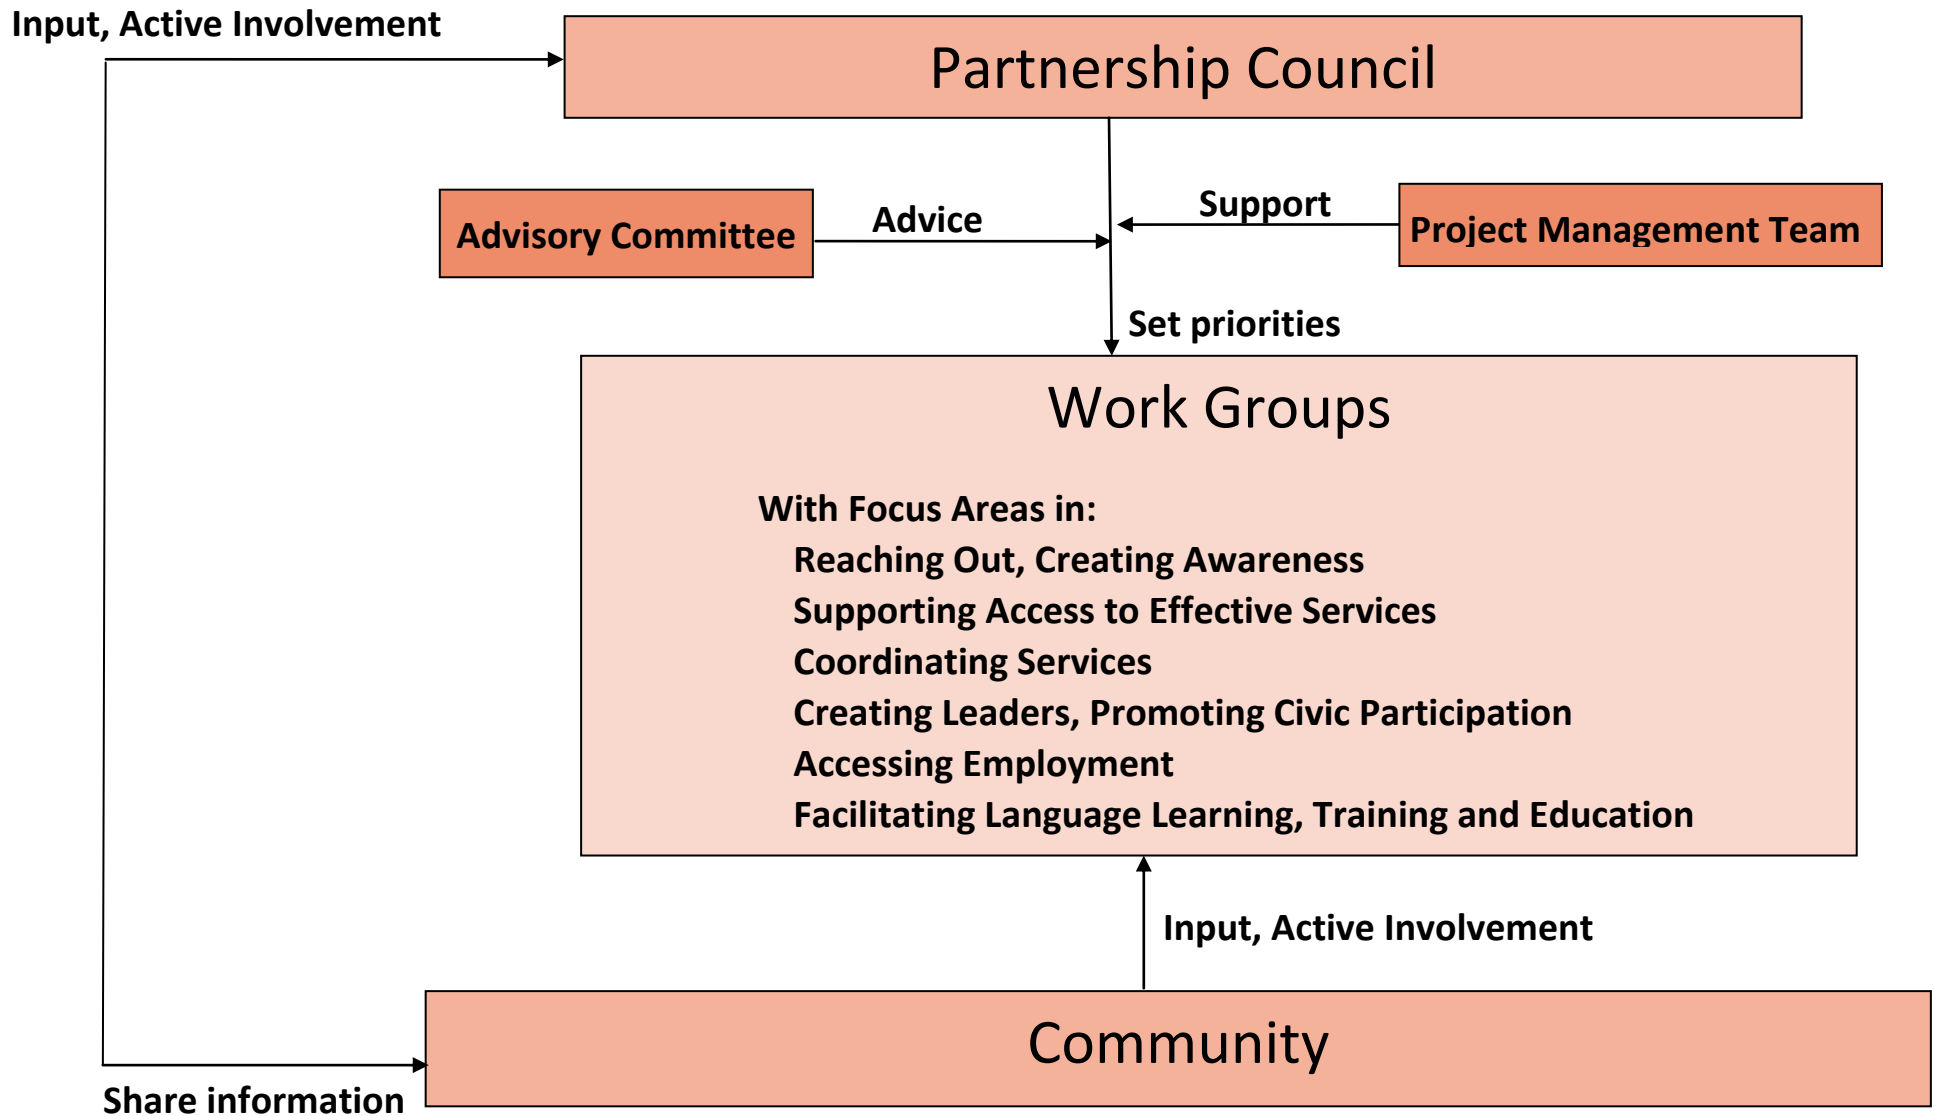 Input, Active Involvement
Partnership Council
Advisory Committee
Advice
Support
Project Management Team
Set priorities
Work Groups
With Focus Areas in:
Reaching Out, Creating Awareness
Supporting Access to Effective Services
Coordinating Services
Creating Leaders, Promoting Civic Participation
Accessing Employment
Facilitating Language Learning, Training and Education
Input, Active Involvement
Community
Share information